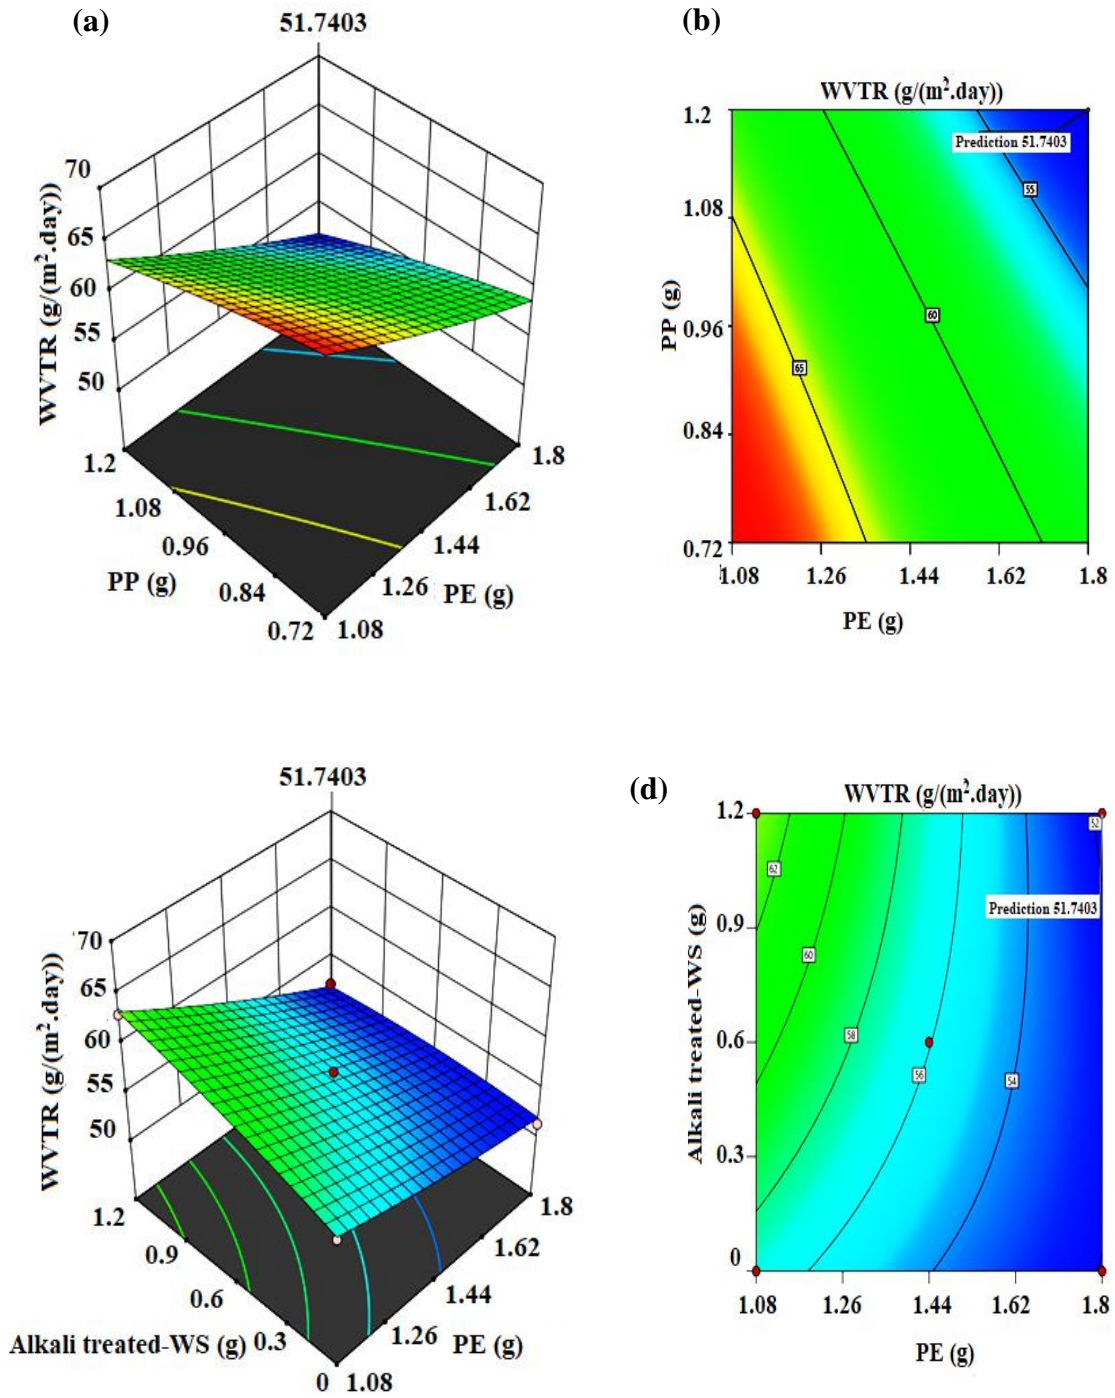 (a)
51.7403
70
65
60
55
50
WVTR (g/(m².day))
1.2
1.08
0.96
0.84
0.72
PP (g)
1.8
1.62
1.44
1.26
1.08
PE (g)
(b)
WVTR (g/(m².day))
1.2
1.08
0.96
0.84
0.72
PP (g)
Prediction 51.7403
55
60
65
1.08 1.26 1.44 1.62 1.8
PE (g)
51.7403
70
65
60
55
50
WVTR (g/(m².day))
1.2
0.9
0.6
0.3
0
Alkali treated-WS (g)
1.8
1.62
1.44
1.26
1.08
PE (g)
(d)
WVTR (g/(m².day))
1.2
0.9
0.6
0.3
0
Alkali treated-WS (g)
52
62
Prediction 51.7403
60
58
56
54
1.08 1.26 1.44 1.62 1.8
PE (g)